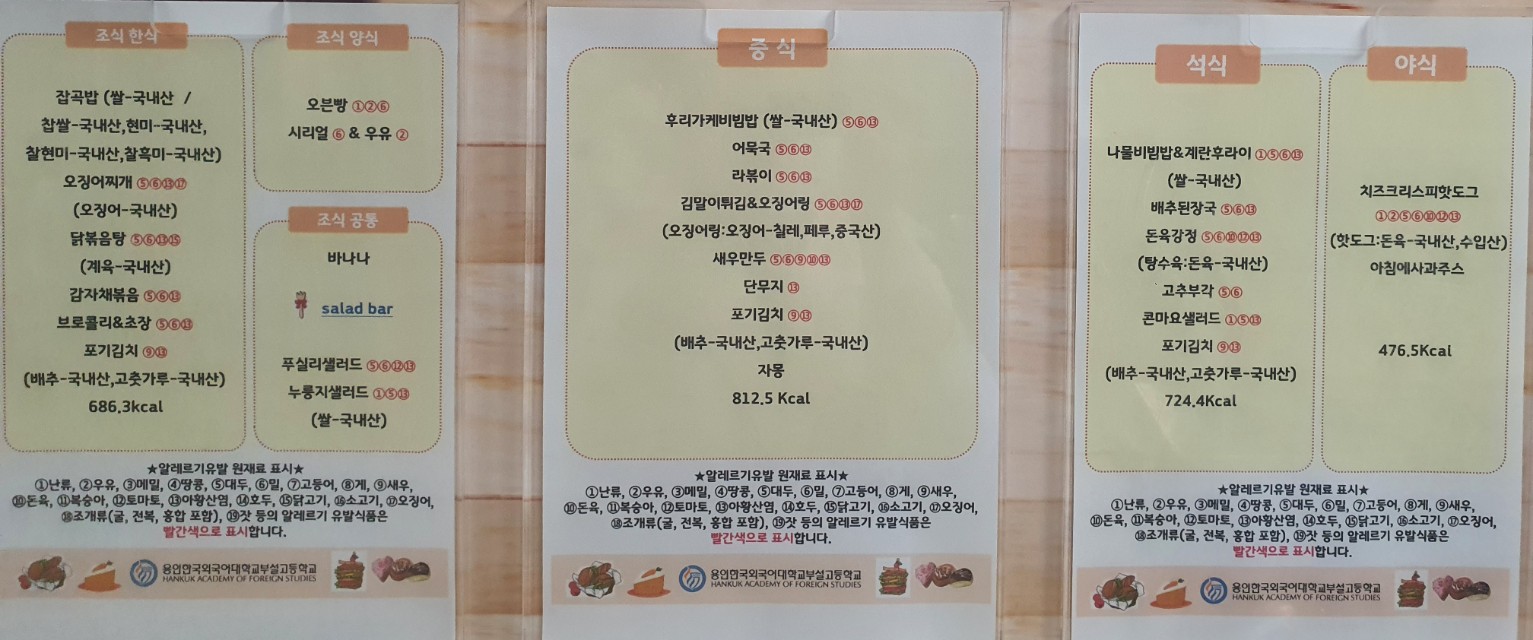 조식 한식
잡곡밥 (쌀-국내산 /
찹쌀-국내산,현미-국내산,
찰현미-국내산,찰흑미-국내산)
오징어찌개 ⑤⑥⑬⑰
(오징어-국내산)
닭볶음탕 ⑤⑥⑬⑮
(계육-국내산)
감자채볶음 ⑤⑥⑬
브로콜리&초장 ⑤⑥⑬
포기김치 ⑨⑬
(배추-국내산,고춧가루-국내산)
686.3kcal
조식 양식
오븐빵 ①②⑥
시리얼 ⑥ & 우유 ②
조식 공통
바나나
salad bar
푸실리샐러드 ⑤⑥⑫⑬
누룽지샐러드 ①⑤⑬
(쌀-국내산)
★알레르기유발 원재료 표시★
①난류, ②우유, ③메밀, ④땅콩, ⑤대두, ⑥밀, ⑦고등어, ⑧게, ⑨새우,
⑩돈육, ⑪복숭아, ⑫토마토, ⑬아황산염, ⑭호두, ⑮닭고기, ⑯소고기, ⑰오징어,
⑱조개류(굴, 전복, 홍합 포함), ⑲잣 등의 알레르기 유발식품은
빨간색으로 표시합니다.
용인한국외국어대학교부설고등학교
HANKUK ACADEMY OF FOREIGN STUDIES
중 식
후리가케비빔밥 (쌀-국내산) ⑤⑥⑬
어묵국 ⑤⑥⑬
라볶이 ⑤⑥⑬
김말이튀김&오징어링 ⑤⑥⑬⑰
(오징어링:오징어-칠레,페루,중국산)
새우만두 ⑤⑥⑨⑩⑬
단무지 ⑬
포기김치 ⑨⑬
(배추-국내산,고춧가루-국내산)
자몽
812.5 Kcal
★알레르기유발 원재료 표시★
①난류, ②우유, ③메밀, ④땅콩, ⑤대두, ⑥밀, ⑦고등어, ⑧게, ⑨새우,
⑩돈육, ⑪복숭아, ⑫토마토, ⑬아황산염, ⑭호두, ⑮닭고기, ⑯소고기, ⑰오징어,
⑱조개류(굴, 전복, 홍합 포함), ⑲잣 등의 알레르기 유발식품은
빨간색으로 표시합니다.
용인한국외국어대학교부설고등학교
HANKUK ACADEMY OF FOREIGN STUDIES
석식
나물비빔밥&계란후라이 ①⑤⑥⑬
(쌀-국내산)
배추된장국 ⑤⑥⑬
돈육강정 ⑤⑥⑩⑫⑬
(탕수육:돈육-국내산)
고추부각 ⑤⑥
콘마요샐러드 ①⑤⑬
포기김치 ⑨⑬
(배추-국내산,고춧가루-국내산)
724.4Kcal
야식
치즈크리스피핫도그
①②⑤⑥⑩⑫⑬
(핫도그:돈육-국내산,수입산)
아침에사과주스
476.5Kcal
★알레르기유발 원재료 표시★
①난류, ②우유, ③메밀, ④땅콩, ⑤대두, ⑥밀, ⑦고등어, ⑧게, ⑨새우,
⑩돈육, ⑪복숭아, ⑫토마토, ⑬아황산염, ⑭호두, ⑮닭고기, ⑯소고기, ⑰오징어,
⑱조개류(굴, 전복, 홍합 포함), ⑲잣 등의 알레르기 유발식품은
빨간색으로 표시합니다.
용인한국외국어대학교부설고등학교
HANKUK ACADEMY OF FOREIGN STUDIES